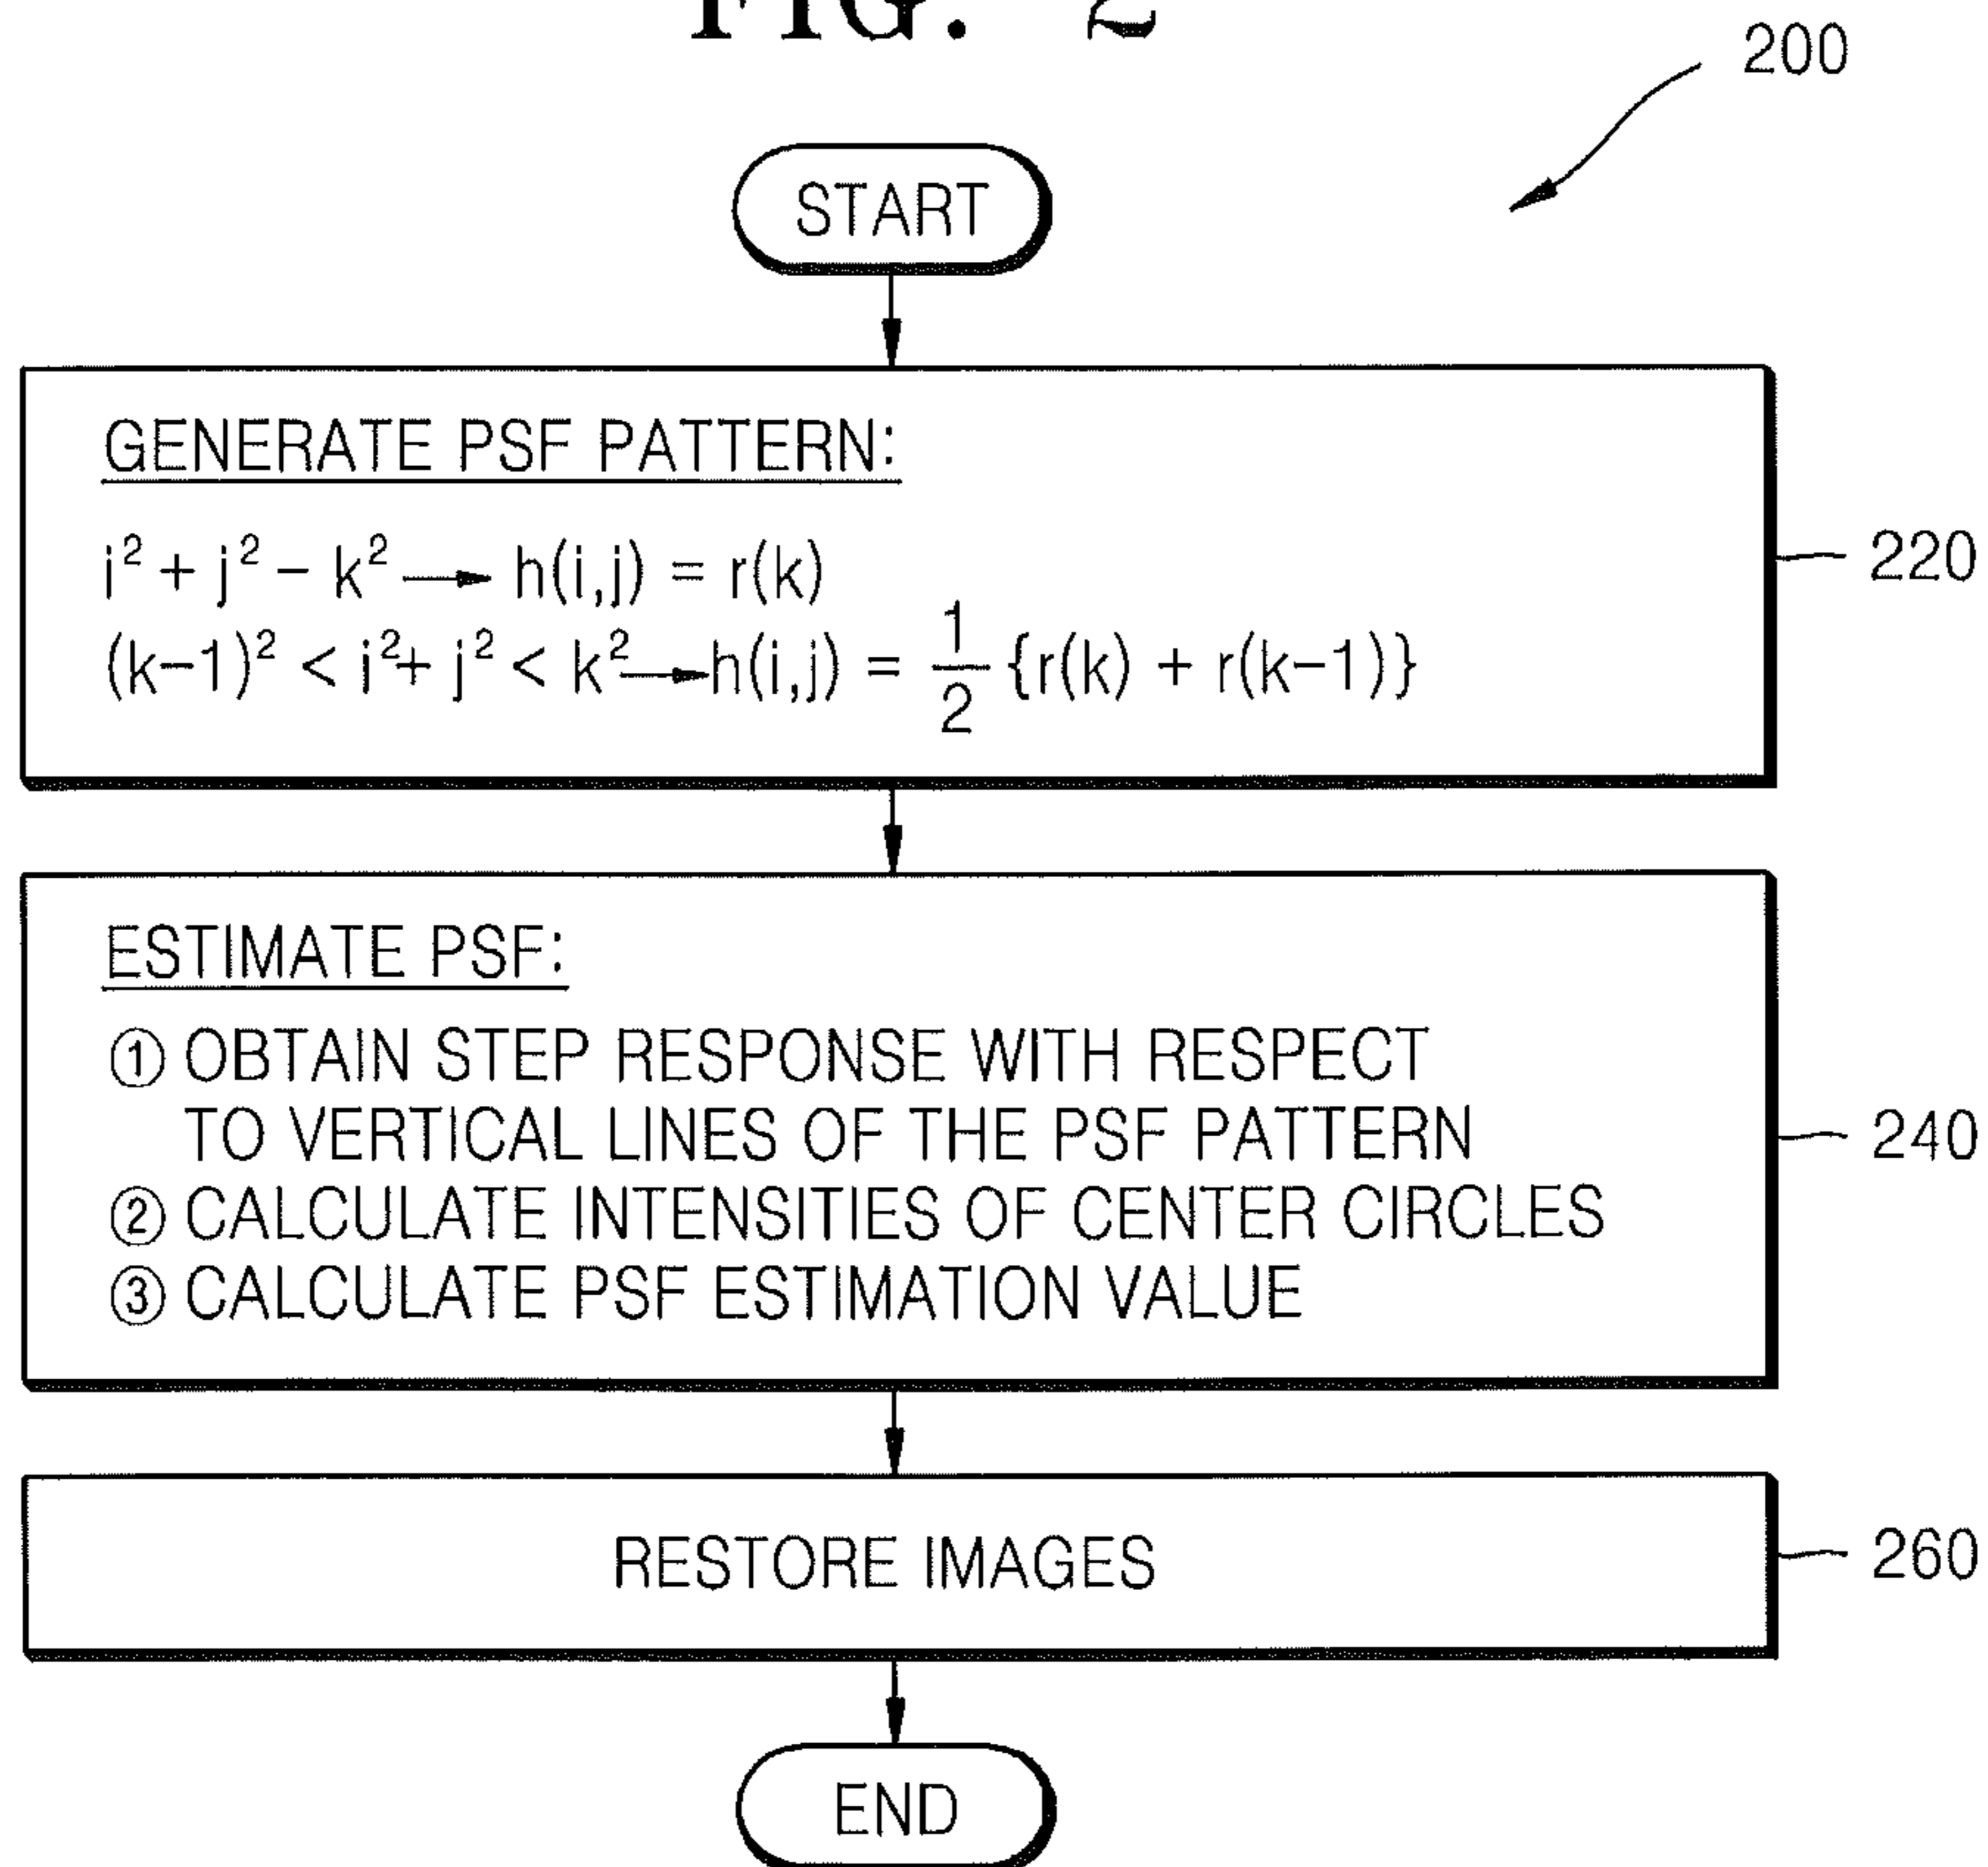 FIG. 2
200
START
GENERATE PSF PATTERN:
i² + j² − k² → h(i,j) = r(k)
(k−1)² < i²+ j² < k² → h(i,j) = 1/2 {r(k) + r(k−1)}
220
ESTIMATE PSF:
① OBTAIN STEP RESPONSE WITH RESPECT
TO VERTICAL LINES OF THE PSF PATTERN
② CALCULATE INTENSITIES OF CENTER CIRCLES
③ CALCULATE PSF ESTIMATION VALUE
240
RESTORE IMAGES
260
END